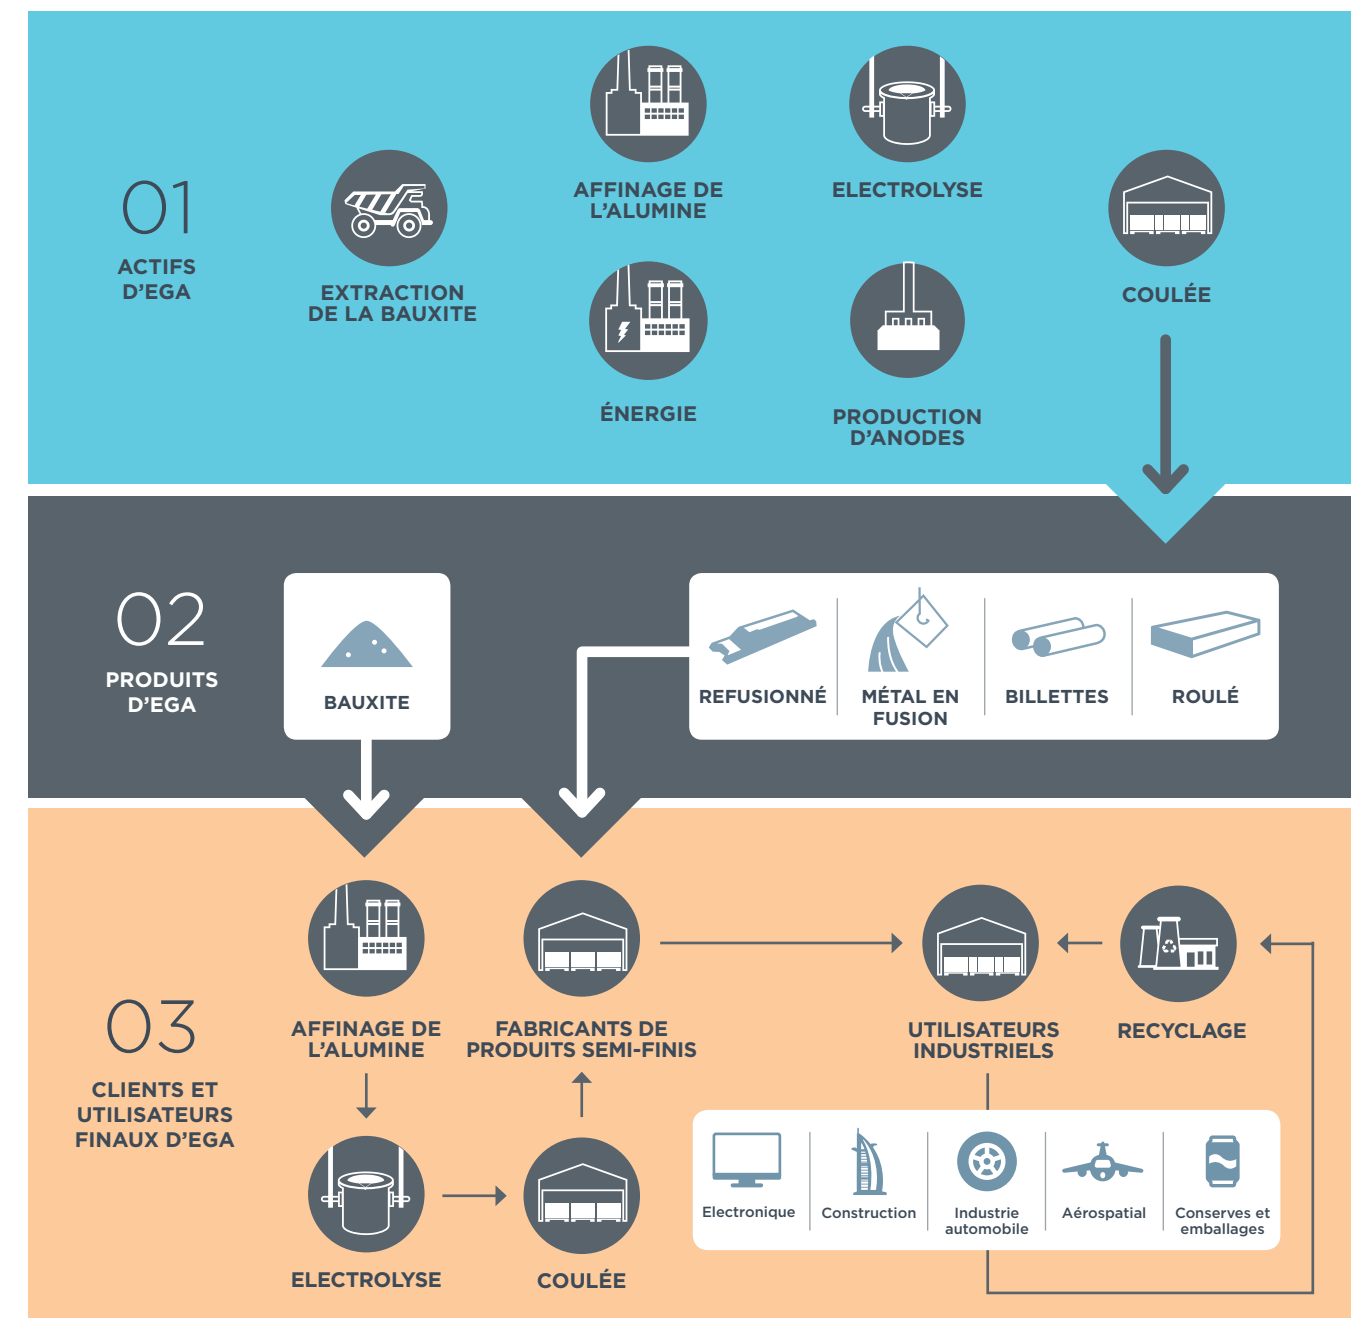 01
ACTIFS
D'EGA
EXTRACTION
DE LA BAUXITE
AFFINAGE DE
L'ALUMINE
ELECTROLYSE
ÉNERGIE
PRODUCTION
D'ANODES
COULÉE
02
PRODUITS
D'EGA
BAUXITE
REFUSIONNÉ
MÉTAL EN
FUSION
BILLETTES
ROULÉ
03
CLIENTS ET
UTILISATEURS
FINAUX D'EGA
AFFINAGE DE
L'ALUMINE
FABRICANTS DE
PRODUITS SEMI-FINIS
UTILISATEURS
INDUSTRIELS
RECYCLAGE
ELECTROLYSE
COULÉE
Electronique
Construction
Industrie
automobile
Aérospatial
Conserves et
emballages